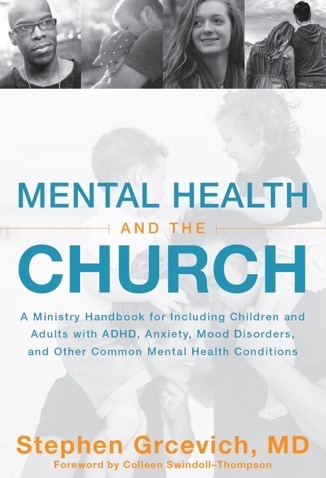 MENTAL HEALTH
AND THE
CHURCH
A Ministry Handbook for Including Children and
Adults with ADHD, Anxiety, Mood Disorders,
and Other Common Mental Health Conditions
Stephen Grcevich, MD
Foreword by Colleen Swindoll-Thompson